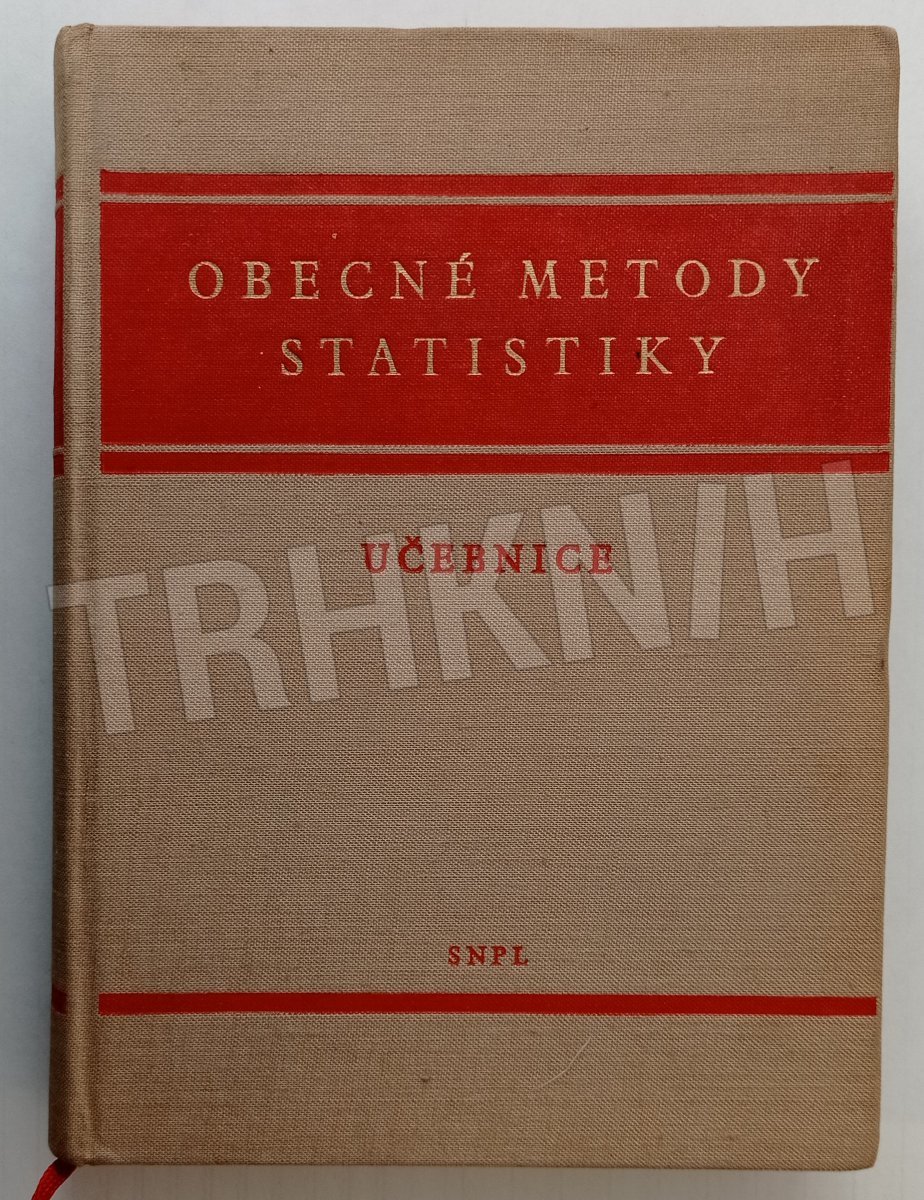 OBECNÉ METODY
STATISTIKY
UČEBNICE
TRHKNIH
SNPL